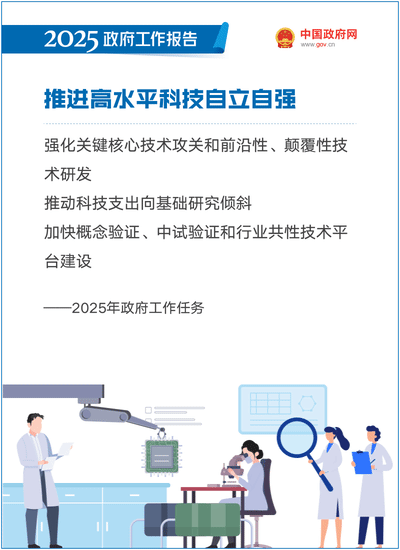 2025政府工作报告
中国政府网
www.gov.cn
推进高水平科技自立自强
强化关键核心技术攻关和前沿性、颠覆性技
术研发
推动科技支出向基础研究倾斜
加快概念验证、中试验证和行业共性技术平
台建设
——2025年政府工作任务